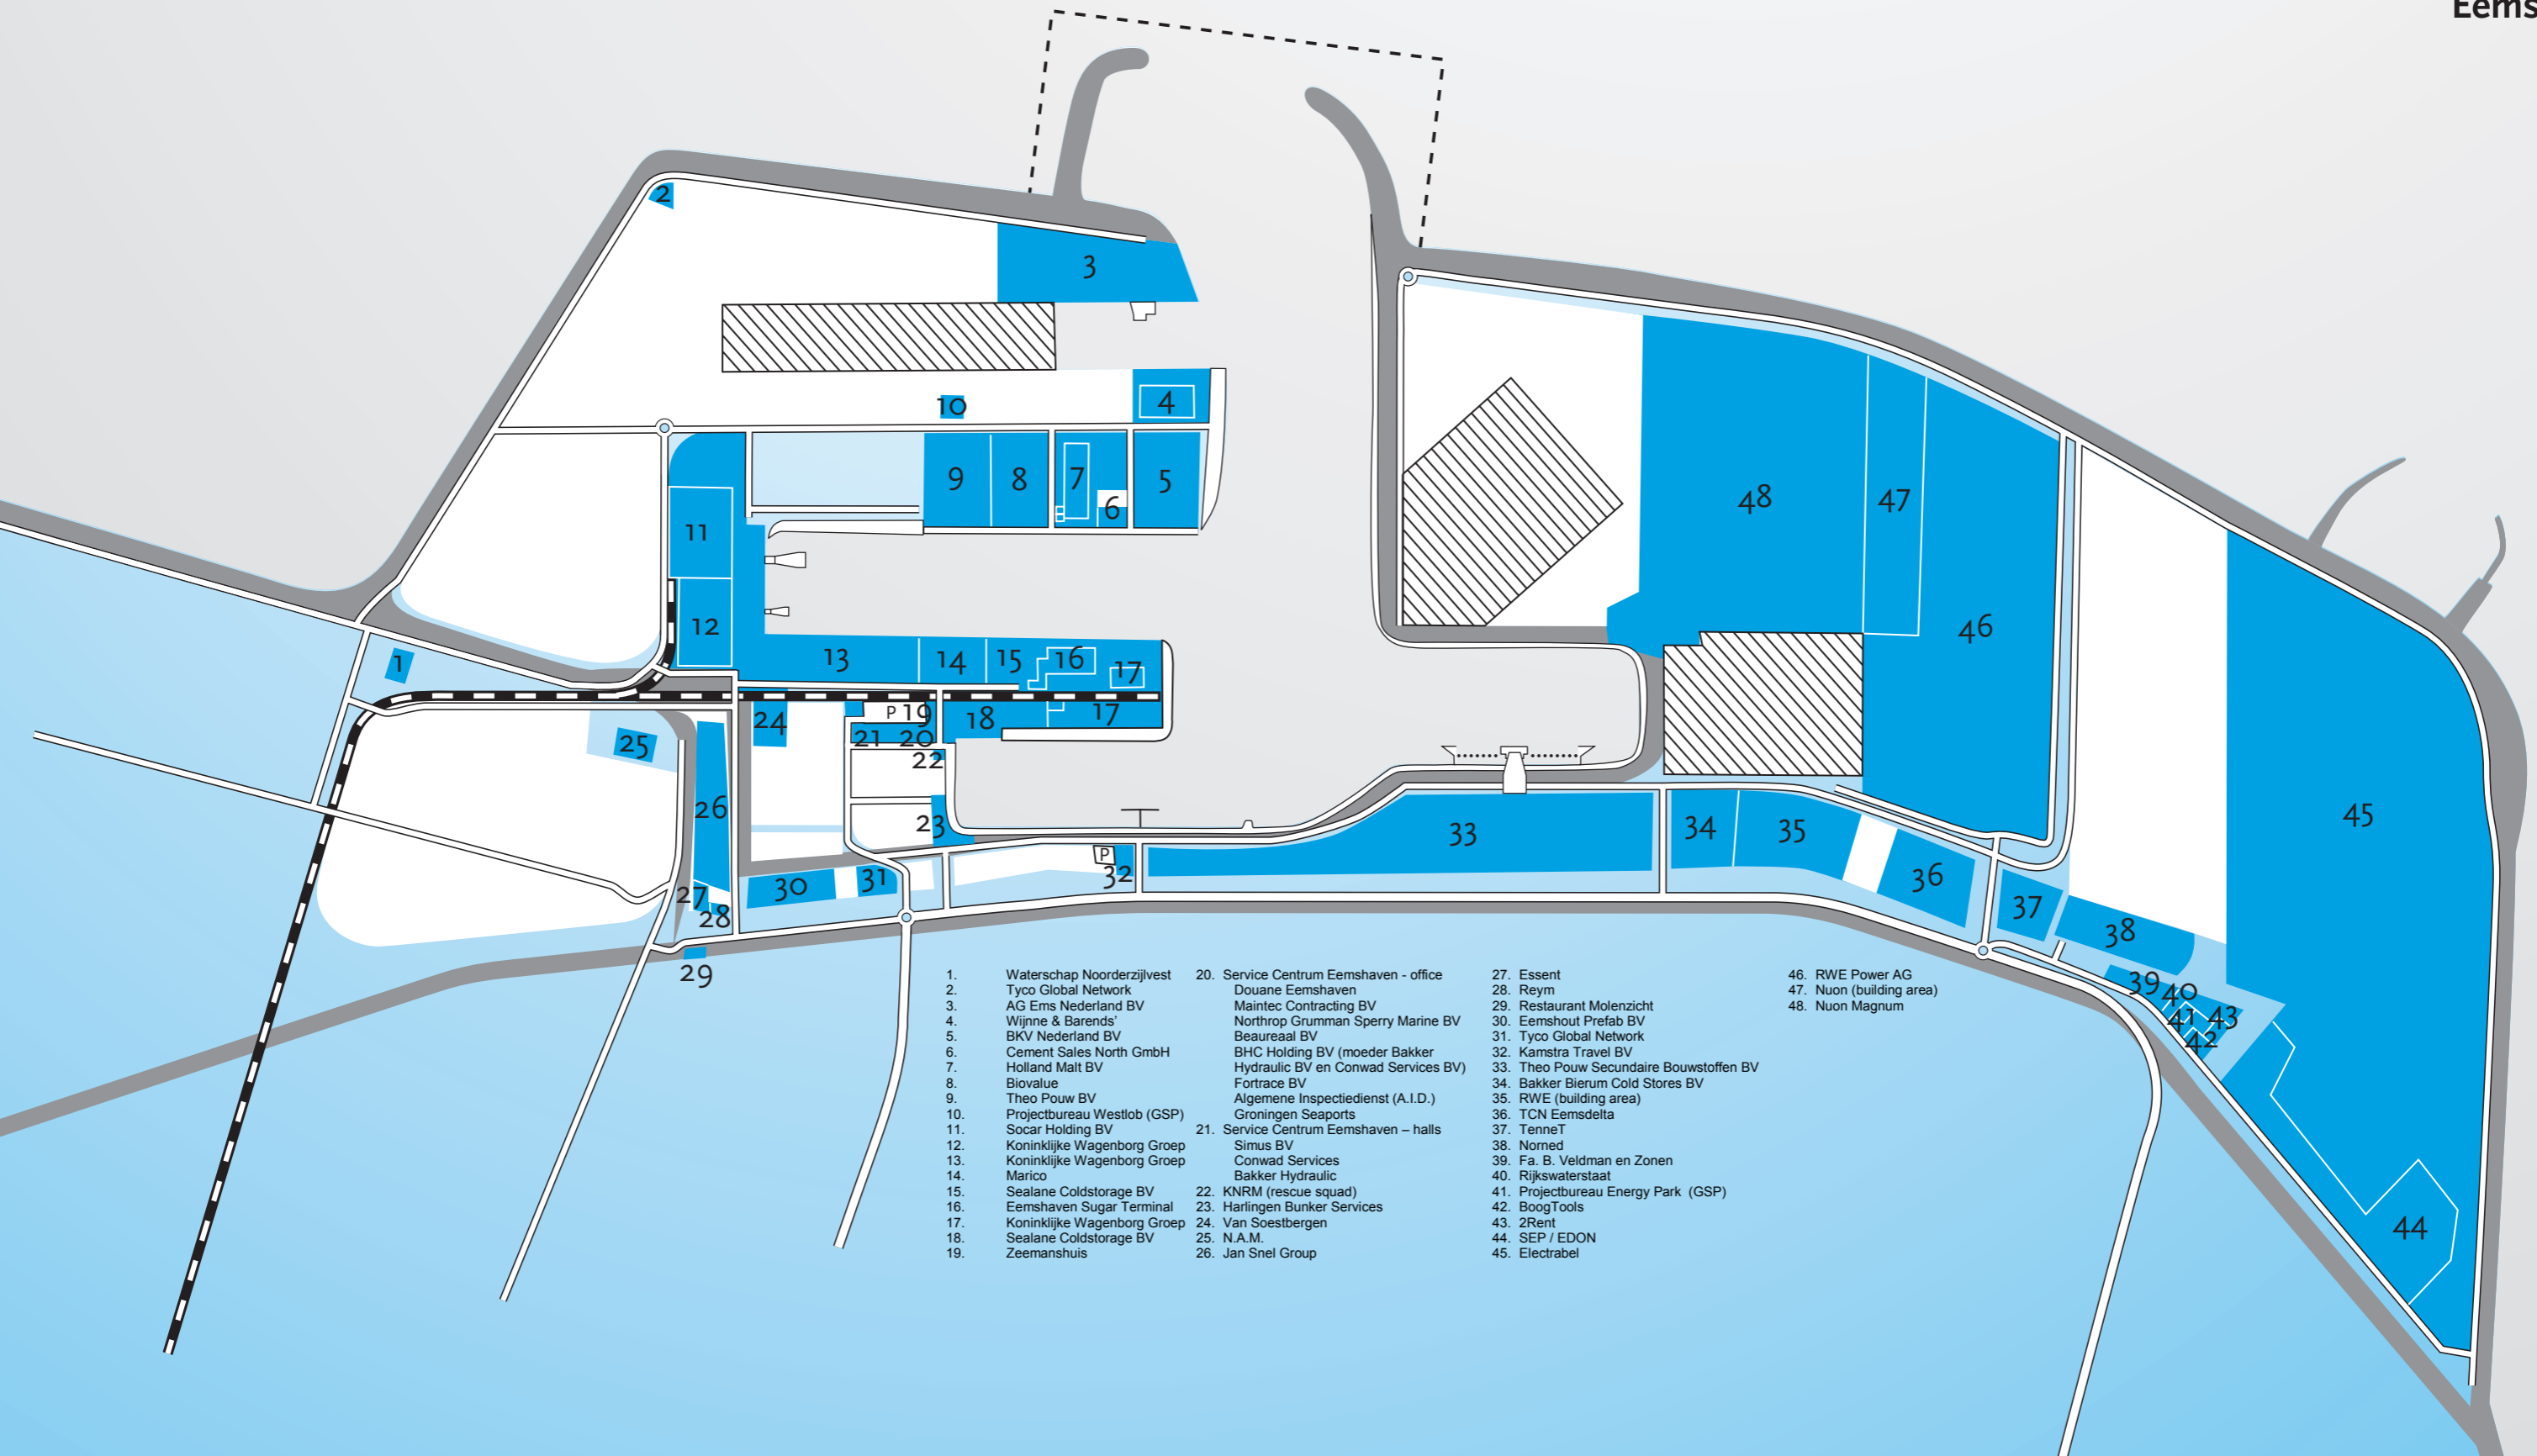 Eems
2
3
10
4
9
8
7
6
5
11
12
1
13
14
15
16
17
48
47
46
45
24
P
19
18
17
25
21
20
22
26
23
33
34
35
36
P
32
30
31
27
28
29
37
38
39
40
41
43
42
44
1. Waterschap Noorderzijlvest
2. Tyco Global Network
3. AG Ems Nederland BV
4. Wijnne & Barends'
5. BKV Nederland BV
6. Cement Sales North GmbH
7. Holland Malt BV
8. Biovalue
9. Theo Pouw BV
10. Projectbureau Westlob (GSP)
11. Socar Holding BV
12. Koninklijke Wagenborg Groep
13. Koninklijke Wagenborg Groep
14. Marico
15. Sealane Coldstorage BV
16. Eemshaven Sugar Terminal
17. Koninklijke Wagenborg Groep
18. Sealane Coldstorage BV
19. Zeemanshuis
20. Service Centrum Eemshaven - office
Douane Eemshaven
Maintec Contracting BV
Northrop Grumman Sperry Marine BV
Beaureaal BV
BHC Holding BV (moeder Bakker
Hydraulic BV en Conwad Services BV)
Fortrace BV
Algemene Inspectiedienst (A.I.D.)
Groningen Seaports
21. Service Centrum Eemshaven – halls
Simus BV
Conwad Services
Bakker Hydraulic
22. KNRM (rescue squad)
23. Harlingen Bunker Services
24. Van Soestbergen
25. N.A.M.
26. Jan Snel Group
27. Essent
28. Reym
29. Restaurant Molenzicht
30. Eemshout Prefab BV
31. Tyco Global Network
32. Kamstra Travel BV
33. Theo Pouw Secundaire Bouwstoffen BV
34. Bakker Bierum Cold Stores BV
35. RWE (building area)
36. TCN Eemsdelta
37. TenneT
38. Norned
39. Fa. B. Veldman en Zonen
40. Rijkswaterstaat
41. Projectbureau Energy Park (GSP)
42. BoogTools
43. 2Rent
44. SEP / EDON
45. Electrabel
46. RWE Power AG
47. Nuon (building area)
48. Nuon Magnum